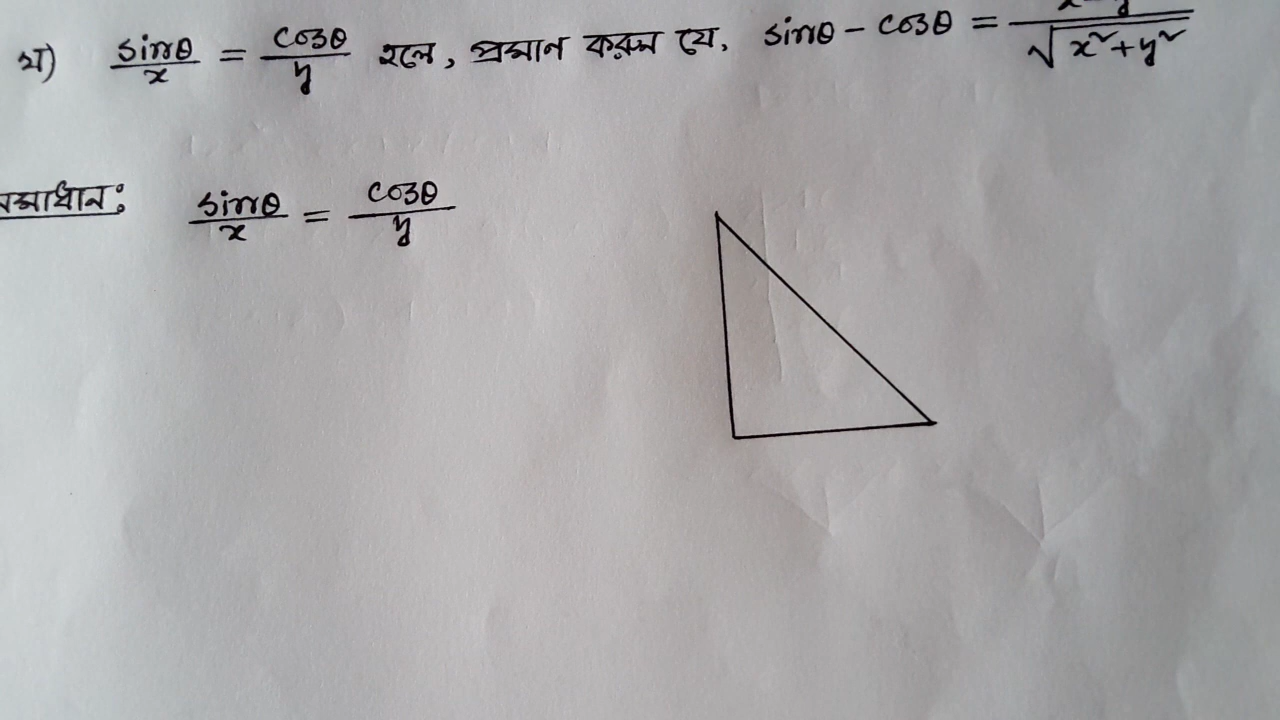 খ) sinθ/x = cosθ/y হলে, প্রমান করুন যে, sinθ - cosθ = x-y/√x²+y²
সমাধান: sinθ/x = cosθ/y